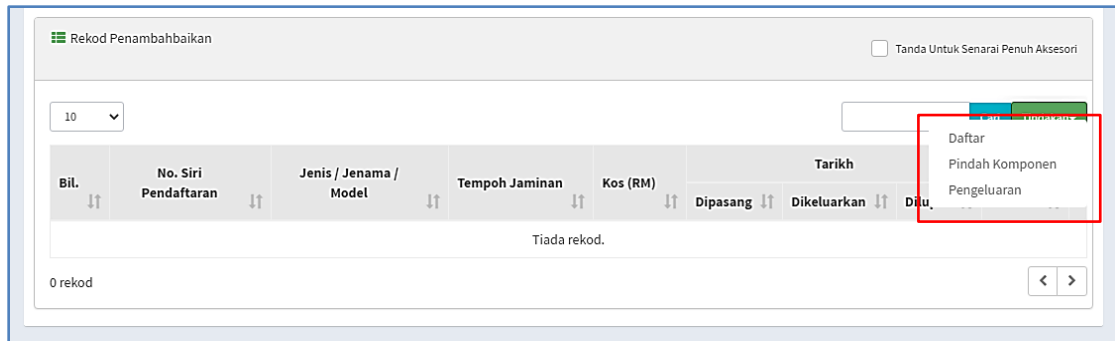 Rekod Penambahbaikan
Tanda Untuk Senarai Penuh Aksesori
10
Daftar
Pindah Komponen
Pengeluaran
Bil.
No. Siri
Pendaftaran
Jenis / Jenama /
Model
Tempoh Jaminan
Kos (RM)
Tarikh
Dipasang
Dikeluarkan
Tiada rekod.
0 rekod